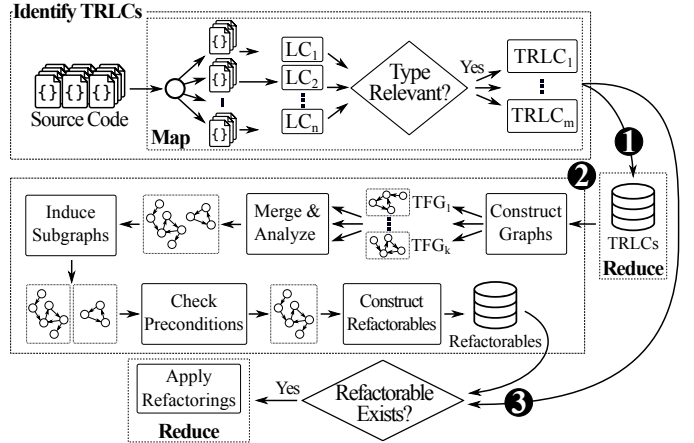 Identify TRLCs
{}
{}
{}
{}
{}
{}
Source Code
Map
LC1
LC2
LCn
Type
Relevant?
Yes
TRLC1
TRLCm
1
2
TRLCs
Reduce
Induce
Subgraphs
Merge &
Analyze
TFG1
TFGk
Construct
Graphs
Check
Preconditions
Construct
Refactorables
Refactorables
Apply
Refactorings
Reduce
Yes
Refactorable
Exists?
3